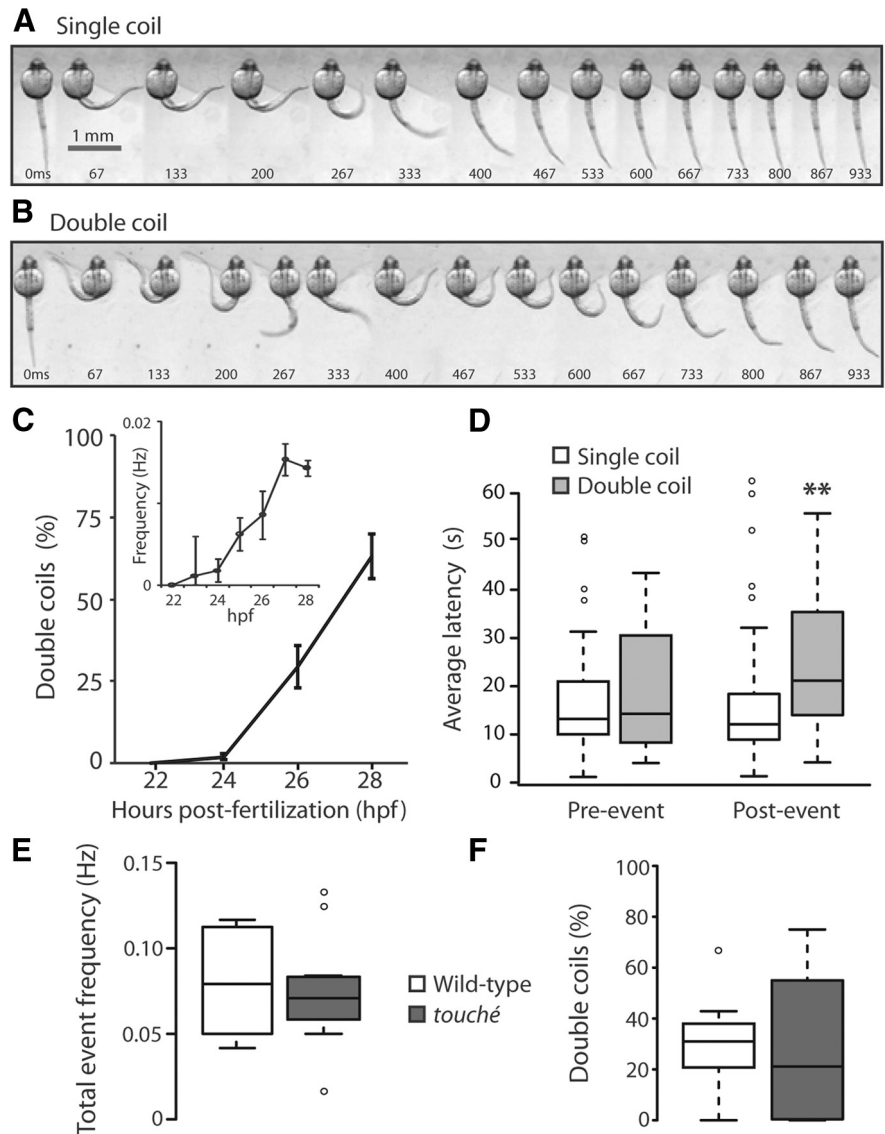 A Single coil
1 mm
0ms 67 133 200 267 333 400 467 533 600 667 733 800 867 933
B Double coil
0ms 67 133 200 267 333 400 467 533 600 667 733 800 867 933
C
100
75
50
25
0
Double coils (%)
22 24 26 28
Hours post-fertilization (hpf)
0.02
0
Frequency (Hz)
22 24 26 28
hpf
D
Single coil
Double coil
**
60
50
40
30
20
10
0
Average latency (s)
Pre-event Post-event
E
0.15
0.10
0.05
0
Total event frequency (Hz)
Wild-type
touché
F
100
80
60
40
20
0
Double coils (%)